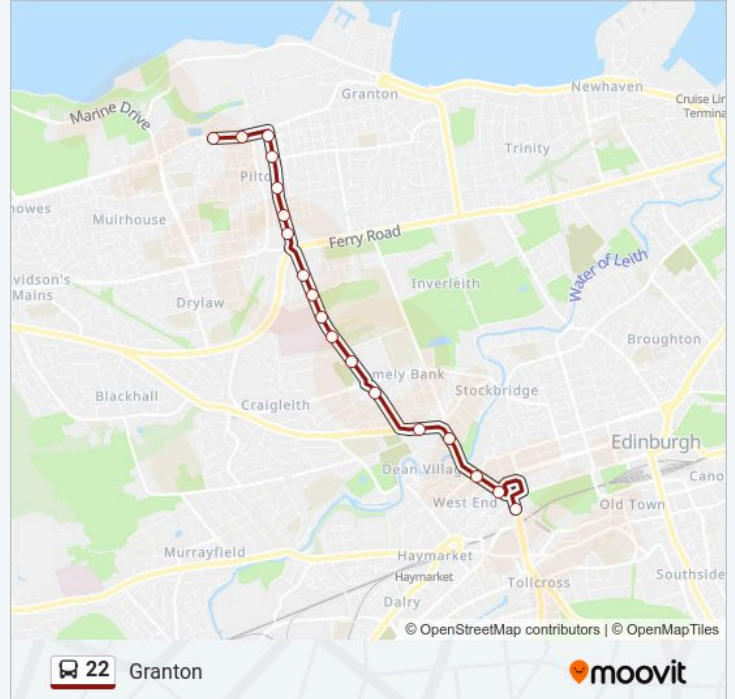 Granton
Newhaven
Marine Drive
Cruise Lin
Termina
Trinity
Pilto
owes
Muirhouse
Ferry Road
Water of Leith
vidson's
Mains
Inverleith
Drylaw
Broughton
mely Bank
Stockbridge
Blackhall
Craigleith
Edinburgh
Dean Villag
Cano
West End
Old Town
Murrayfield
Haymarket
Haymarket
Southside
Tollcross
Dalry
© OpenStreetMap contributors | © OpenMapTiles
22 Granton
moovit